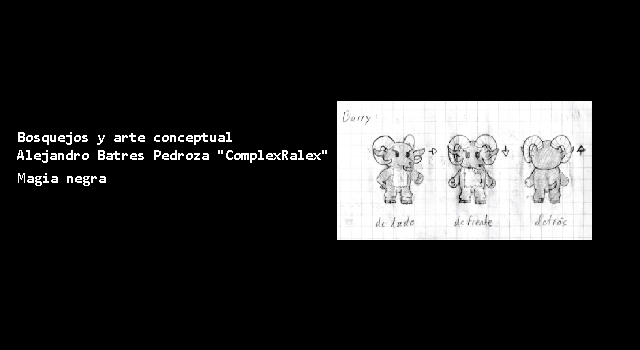 Bosquejos y arte conceptual
Alejandro Batres Pedroza "ComplexRalex"
Magia negra
Barry
de lado
de frente
detrás